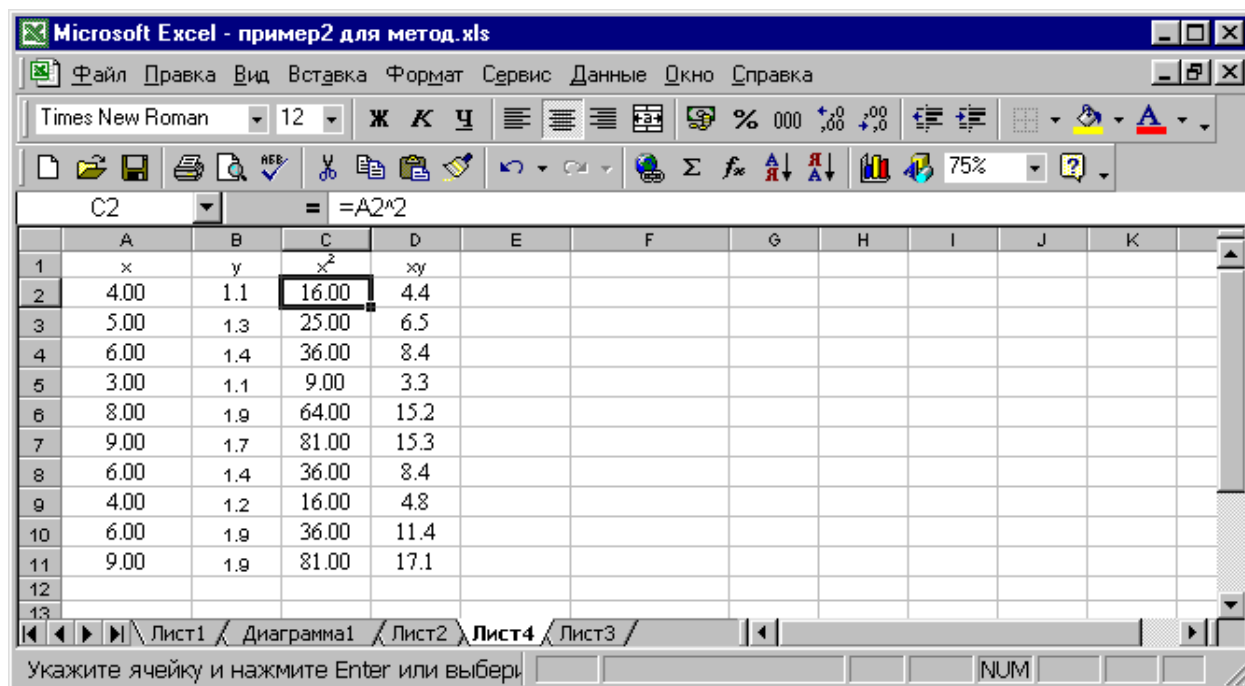 Microsoft Excel - пример2 для метод.xls
Файл Правка Вид Вставка Формат Сервис Данные Окно Справка
Times New Roman 12 Ж К Ч % 000 ,00 ,00 А
АБВ Σ fx А Я Я А 75% ?
C2 = =A2^2
A B C D E F G H I J K
1 x y x² xy
2 4.00 1.1 16.00 4.4
3 5.00 1.3 25.00 6.5
4 6.00 1.4 36.00 8.4
5 3.00 1.1 9.00 3.3
6 8.00 1.9 64.00 15.2
7 9.00 1.7 81.00 15.3
8 6.00 1.4 36.00 8.4
9 4.00 1.2 16.00 4.8
10 6.00 1.9 36.00 11.4
11 9.00 1.9 81.00 17.1
12
13
Лист1 Диаграмма1 Лист2 Лист4 Лист3
Укажите ячейку и нажмите Enter или выбери NUM